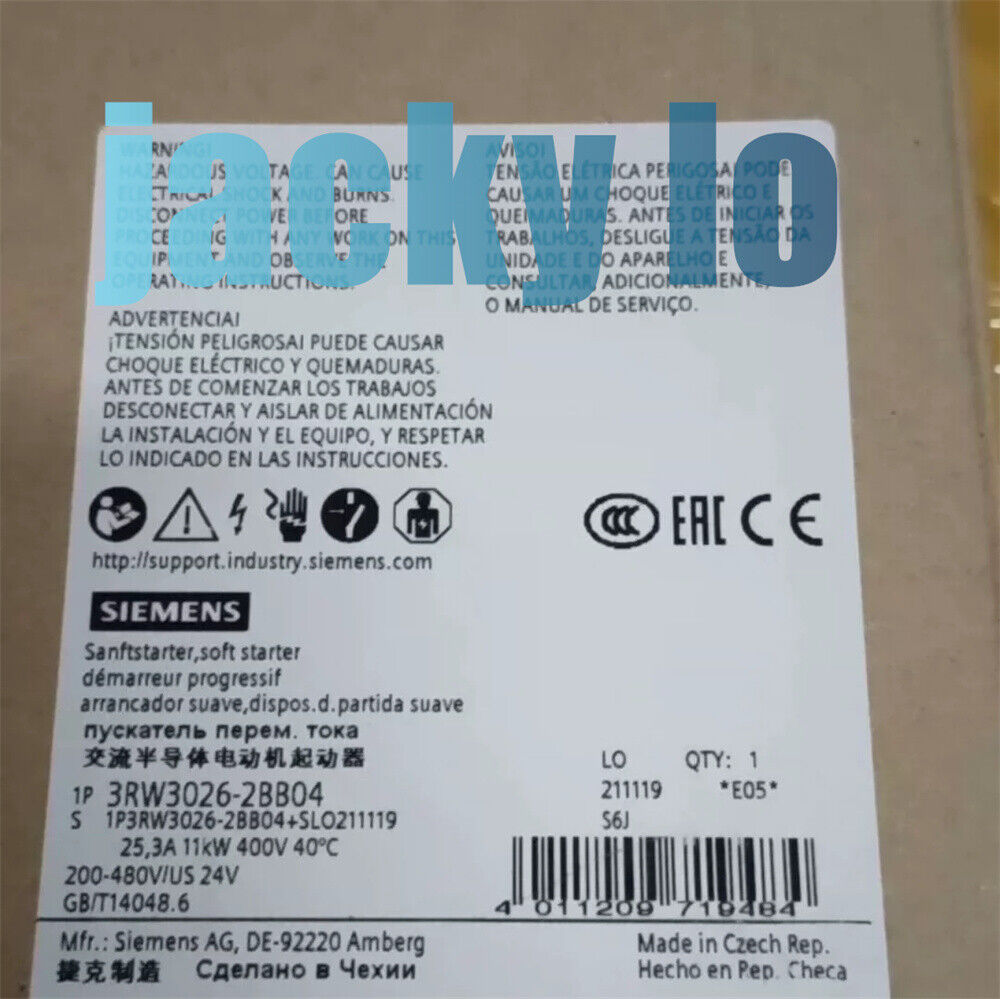 jacky lo
WARNING!
HAZARDOUS VOLTAGE. CAN CAUSE
ELECTRICAL SHOCK AND BURNS.
DISCONNECT POWER BEFORE
PROCEEDING WITH ANY WORK ON THIS
EQUIPMENT AND OBSERVE THE
OPERATING INSTRUCTIONS.
AVISO!
TENSÃO ELÉTRICA PERIGOSA! PODE
CAUSAR UM CHOQUE ELÉTRICO E
QUEIMADURAS. ANTES DE INICIAR OS
TRABALHOS, DESLIGUE A TENSÃO DA
UNIDADE E DO APARELHO E
CONSULTAR, ADICIONALMENTE,
O MANUAL DE SERVIÇO.
ADVERTENCIA!
¡TENSIÓN PELIGROSA! PUEDE CAUSAR
CHOQUE ELÉCTRICO Y QUEMADURAS.
ANTES DE COMENZAR LOS TRABAJOS
DESCONECTAR Y AISLAR DE ALIMENTACIÓN
LA INSTALACIÓN Y EL EQUIPO, Y RESPETAR
LO INDICADO EN LAS INSTRUCCIONES.
CCC EAC CE
http://support.industry.siemens.com
SIEMENS
Sanftstarter,soft starter
démarreur progressif
arrancador suave,dispos.d.partida suave
пускатель перем. тока
交流半导体电动机起动器
LO QTY: 1
1P 3RW3026-2BB04
211119 *E05*
S 1P3RW3026-2BB04+SLO211119
S6J
25,3A 11kW 400V 40°C
200-480V/US 24V
GB/T14048.6
4 011209 719484
Mfr.: Siemens AG, DE-92220 Amberg
Made in Czech Rep.
捷克制造 Сделано в Чехии
Hecho en Rep. Checa